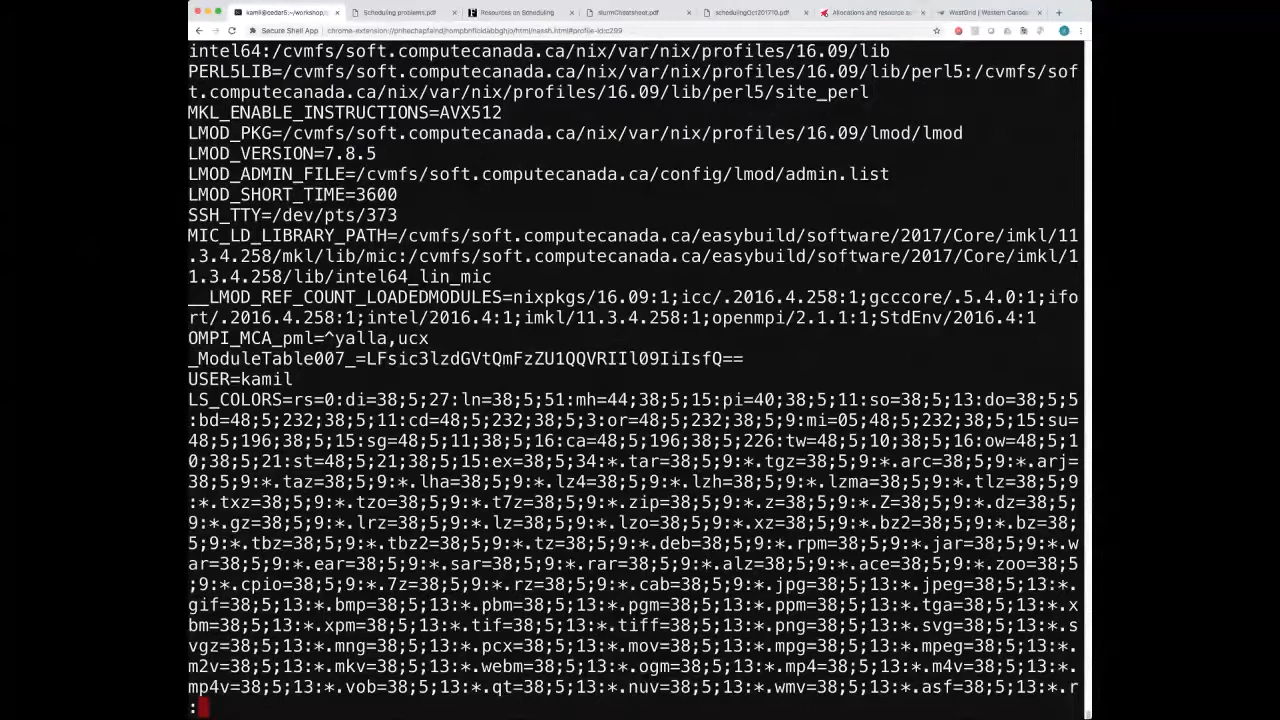 kamil@cedar5:~/workshop/
Scheduling problems.pdf
Resources on Scheduling
slurmCheatsheet.pdf
schedulingOct201710.pdf
Allocations and resource s
WestGrid | Western Canada
Secure Shell App
intel64:/cvmfs/soft.computecanada.ca/nix/var/nix/profiles/16.09/lib
PERL5LIB=/cvmfs/soft.computecanada.ca/nix/var/nix/profiles/16.09/lib/perl5:/cvmfs/sof
t.computecanada.ca/nix/var/nix/profiles/16.09/lib/perl5/site_perl
MKL_ENABLE_INSTRUCTIONS=AVX512
LMOD_PKG=/cvmfs/soft.computecanada.ca/nix/var/nix/profiles/16.09/lmod/lmod
LMOD_VERSION=7.8.5
LMOD_ADMIN_FILE=/cvmfs/soft.computecanada.ca/config/lmod/admin.list
LMOD_SHORT_TIME=3600
SSH_TTY=/dev/pts/373
MIC_LD_LIBRARY_PATH=/cvmfs/soft.computecanada.ca/easybuild/software/2017/Core/imkl/11
.3.4.258/mkl/lib/mic:/cvmfs/soft.computecanada.ca/easybuild/software/2017/Core/imkl/1
1.3.4.258/lib/intel64_lin_mic
__LMOD_REF_COUNT_LOADEDMODULES=nixpkgs/16.09:1;icc/.2016.4.258:1;gcccore/.5.4.0:1;ifo
rt/.2016.4.258:1;intel/2016.4:1;imkl/11.3.4.258:1;openmpi/2.1.1:1;StdEnv/2016.4:1
OMPI_MCA_pml=^yalla,ucx
_ModuleTable007_=LFsic3lzdGVtQmFzZU1QQVRIIl09IiIsfQ==
USER=kamil
LS_COLORS=rs=0:di=38;5;27:ln=38;5;51:mh=44;38;5;15:pi=40;38;5;11:so=38;5;13:do=38;5;5
:bd=48;5;232;38;5;11:cd=48;5;232;38;5;3:or=48;5;232;38;5;9:mi=05;48;5;232;38;5;15:su=
48;5;196;38;5;15:sg=48;5;11;38;5;16:ca=48;5;196;38;5;226:tw=48;5;10;38;5;16:ow=48;5;1
0;38;5;21:st=48;5;21;38;5;15:ex=38;5;34:*.tar=38;5;9:*.tgz=38;5;9:*.arc=38;5;9:*.arj=
38;5;9:*.taz=38;5;9:*.lha=38;5;9:*.lz4=38;5;9:*.lzh=38;5;9:*.lzma=38;5;9:*.tlz=38;5;9
:*.txz=38;5;9:*.tzo=38;5;9:*.t7z=38;5;9:*.zip=38;5;9:*.z=38;5;9:*.Z=38;5;9:*.dz=38;5;
9:*.gz=38;5;9:*.lrz=38;5;9:*.lz=38;5;9:*.lzo=38;5;9:*.xz=38;5;9:*.bz2=38;5;9:*.bz=38;
5;9:*.tbz=38;5;9:*.tbz2=38;5;9:*.tz=38;5;9:*.deb=38;5;9:*.rpm=38;5;9:*.jar=38;5;9:*.w
ar=38;5;9:*.ear=38;5;9:*.sar=38;5;9:*.rar=38;5;9:*.alz=38;5;9:*.ace=38;5;9:*.zoo=38;5
;9:*.cpio=38;5;9:*.7z=38;5;9:*.rz=38;5;9:*.cab=38;5;9:*.jpg=38;5;13:*.jpeg=38;5;13:*.
gif=38;5;13:*.bmp=38;5;13:*.pbm=38;5;13:*.pgm=38;5;13:*.ppm=38;5;13:*.tga=38;5;13:*.x
bm=38;5;13:*.xpm=38;5;13:*.tif=38;5;13:*.tiff=38;5;13:*.png=38;5;13:*.svg=38;5;13:*.s
vgz=38;5;13:*.mng=38;5;13:*.pcx=38;5;13:*.mov=38;5;13:*.mpg=38;5;13:*.mpeg=38;5;13:*.
m2v=38;5;13:*.mkv=38;5;13:*.webm=38;5;13:*.ogm=38;5;13:*.mp4=38;5;13:*.m4v=38;5;13:*.
mp4v=38;5;13:*.vob=38;5;13:*.qt=38;5;13:*.nuv=38;5;13:*.wmv=38;5;13:*.asf=38;5;13:*.r
: